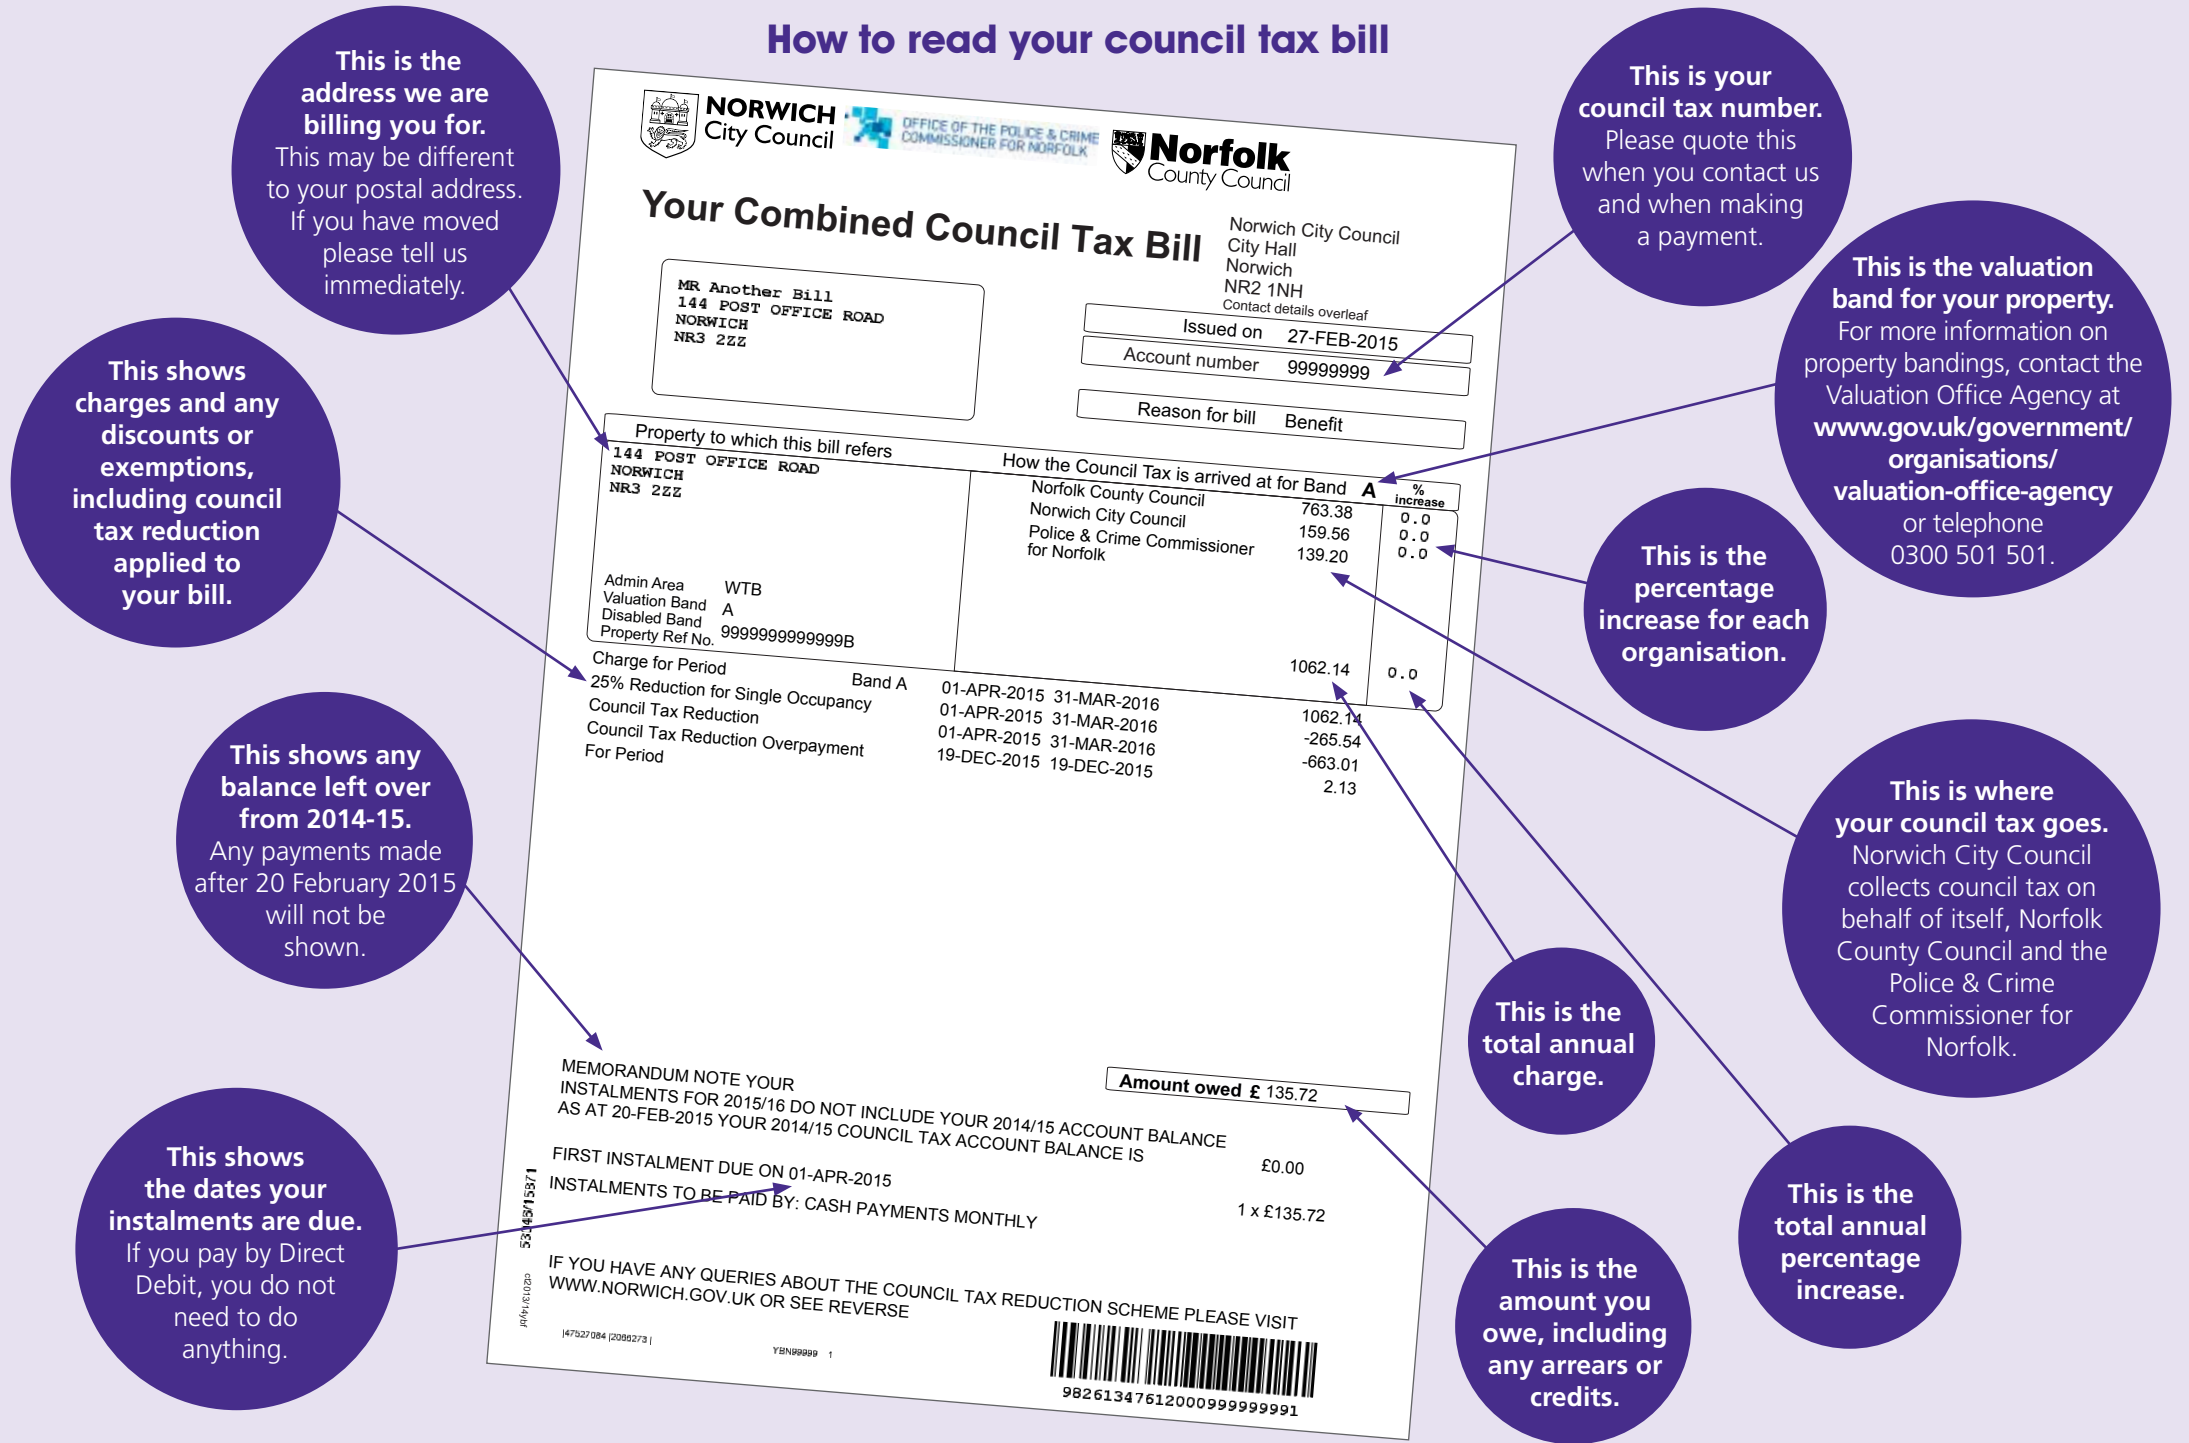 How to read your council tax bill
This is the
address we are
billing you for.
This may be different
to your postal address.
If you have moved
please tell us
immediately.
This shows
charges and any
discounts or
exemptions,
including council
tax reduction
applied to
your bill.
This shows any
balance left over
from 2014-15.
Any payments made
after 20 February 2015
will not be
shown.
This shows
the dates your
instalments are due.
If you pay by Direct
Debit, you do not
need to do
anything.
NORWICH
City Council
OFFICE OF THE POLICE & CRIME
COMMISSIONER FOR NORFOLK
Norfolk
County Council
Your Combined Council Tax Bill
Norwich City Council
City Hall
Norwich
NR2 1NH
Contact details overleaf
MR Another Bill
144 POST OFFICE ROAD
NORWICH
NR3 2ZZ
Issued on 27-FEB-2015
Account number 99999999
Reason for bill Benefit
Property to which this bill refers
144 POST OFFICE ROAD
NORWICH
NR3 2ZZ
Admin Area WTB
Valuation Band A
Disabled Band
Property Ref No. 9999999999999B
How the Council Tax is arrived at for Band A % increase
Norfolk County Council 763.38 0.0
Norwich City Council 159.56 0.0
Police & Crime Commissioner 139.20 0.0
for Norfolk
1062.14 0.0
Charge for Period Band A 01-APR-2015 31-MAR-2016 1062.14
25% Reduction for Single Occupancy 01-APR-2015 31-MAR-2016 -265.54
Council Tax Reduction 01-APR-2015 31-MAR-2016 -663.01
Council Tax Reduction Overpayment 19-DEC-2015 19-DEC-2015 2.13
For Period
Amount owed £ 135.72
MEMORANDUM NOTE YOUR
INSTALMENTS FOR 2015/16 DO NOT INCLUDE YOUR 2014/15 ACCOUNT BALANCE
AS AT 20-FEB-2015 YOUR 2014/15 COUNCIL TAX ACCOUNT BALANCE IS £0.00
FIRST INSTALMENT DUE ON 01-APR-2015
INSTALMENTS TO BE PAID BY: CASH PAYMENTS MONTHLY 1 x £135.72
IF YOU HAVE ANY QUERIES ABOUT THE COUNCIL TAX REDUCTION SCHEME PLEASE VISIT
WWW.NORWICH.GOV.UK OR SEE REVERSE
ct2013/14ybf
|47527084 |2066273 |
YBN99999 1
98261347612000999999991
This is your
council tax number.
Please quote this
when you contact us
and when making
a payment.
This is the valuation
band for your property.
For more information on
property bandings, contact the
Valuation Office Agency at
www.gov.uk/government/
organisations/
valuation-office-agency
or telephone
0300 501 501.
This is the
percentage
increase for each
organisation.
This is where
your council tax goes.
Norwich City Council
collects council tax on
behalf of itself, Norfolk
County Council and the
Police & Crime
Commissioner for
Norfolk.
This is the
total annual
charge.
This is the
total annual
percentage
increase.
This is the
amount you
owe, including
any arrears or
credits.